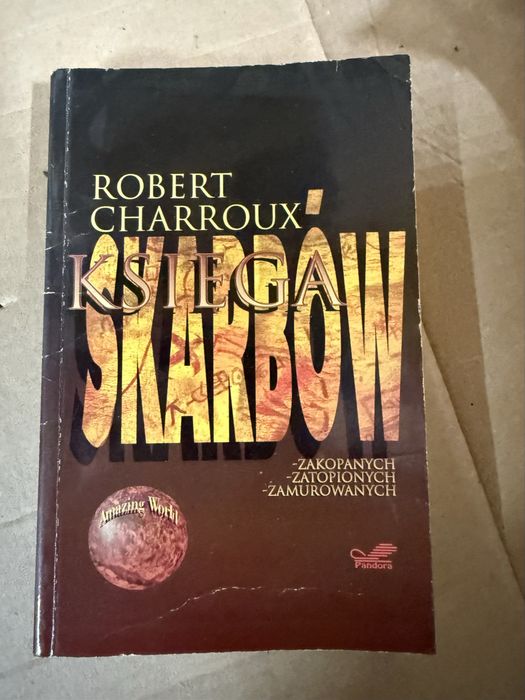 ROBERT
CHARROUX
KSIĘGA
SKARBÓW
-ZAKOPANYCH
-ZATOPIONYCH
-ZAMUROWANYCH
Amazing World
Pandora